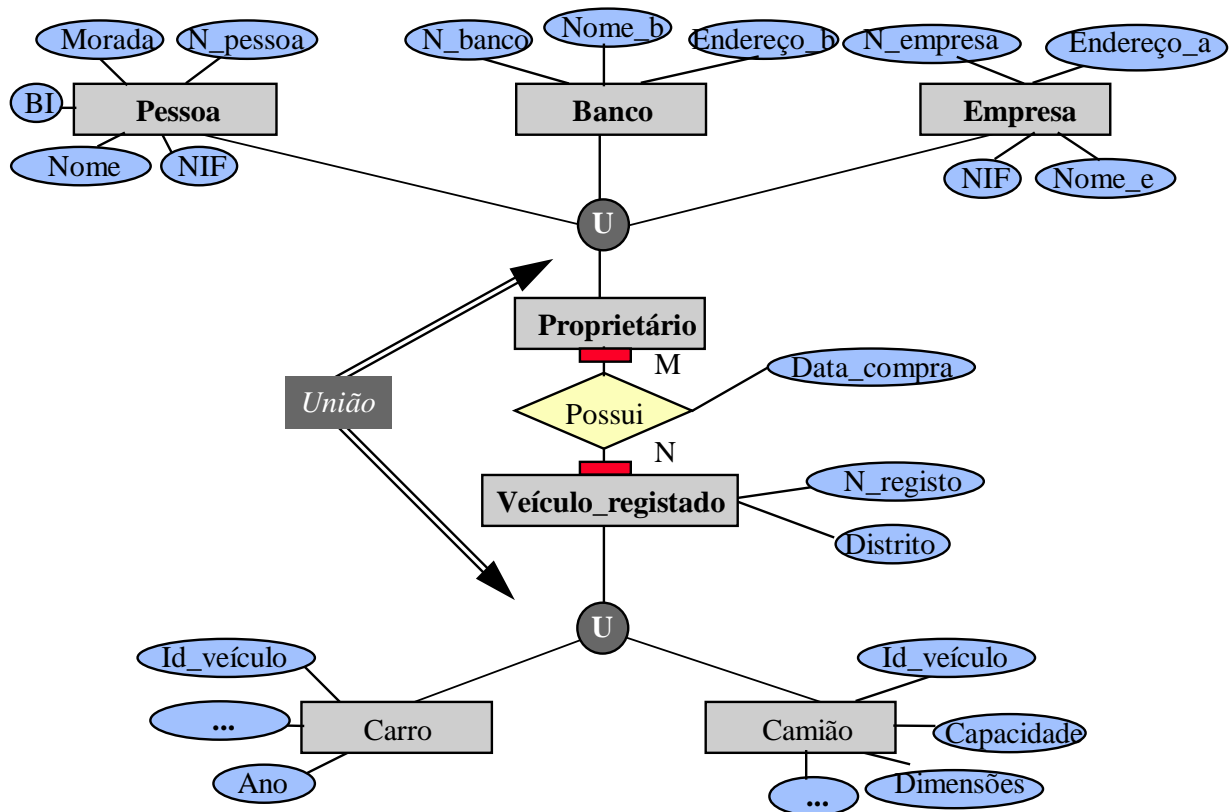 Morada
N_pessoa
N_banco
Nome_b
Endereço_b
N_empresa
Endereço_a
BI
Pessoa
Banco
Empresa
Nome
NIF
NIF
Nome_e
U
Proprietário
M
Data_compra
União
Possui
N
N_registo
Veículo_registado
Distrito
U
Id_veículo
Id_veículo
...
Carro
Camião
Capacidade
Ano
Dimensões
...